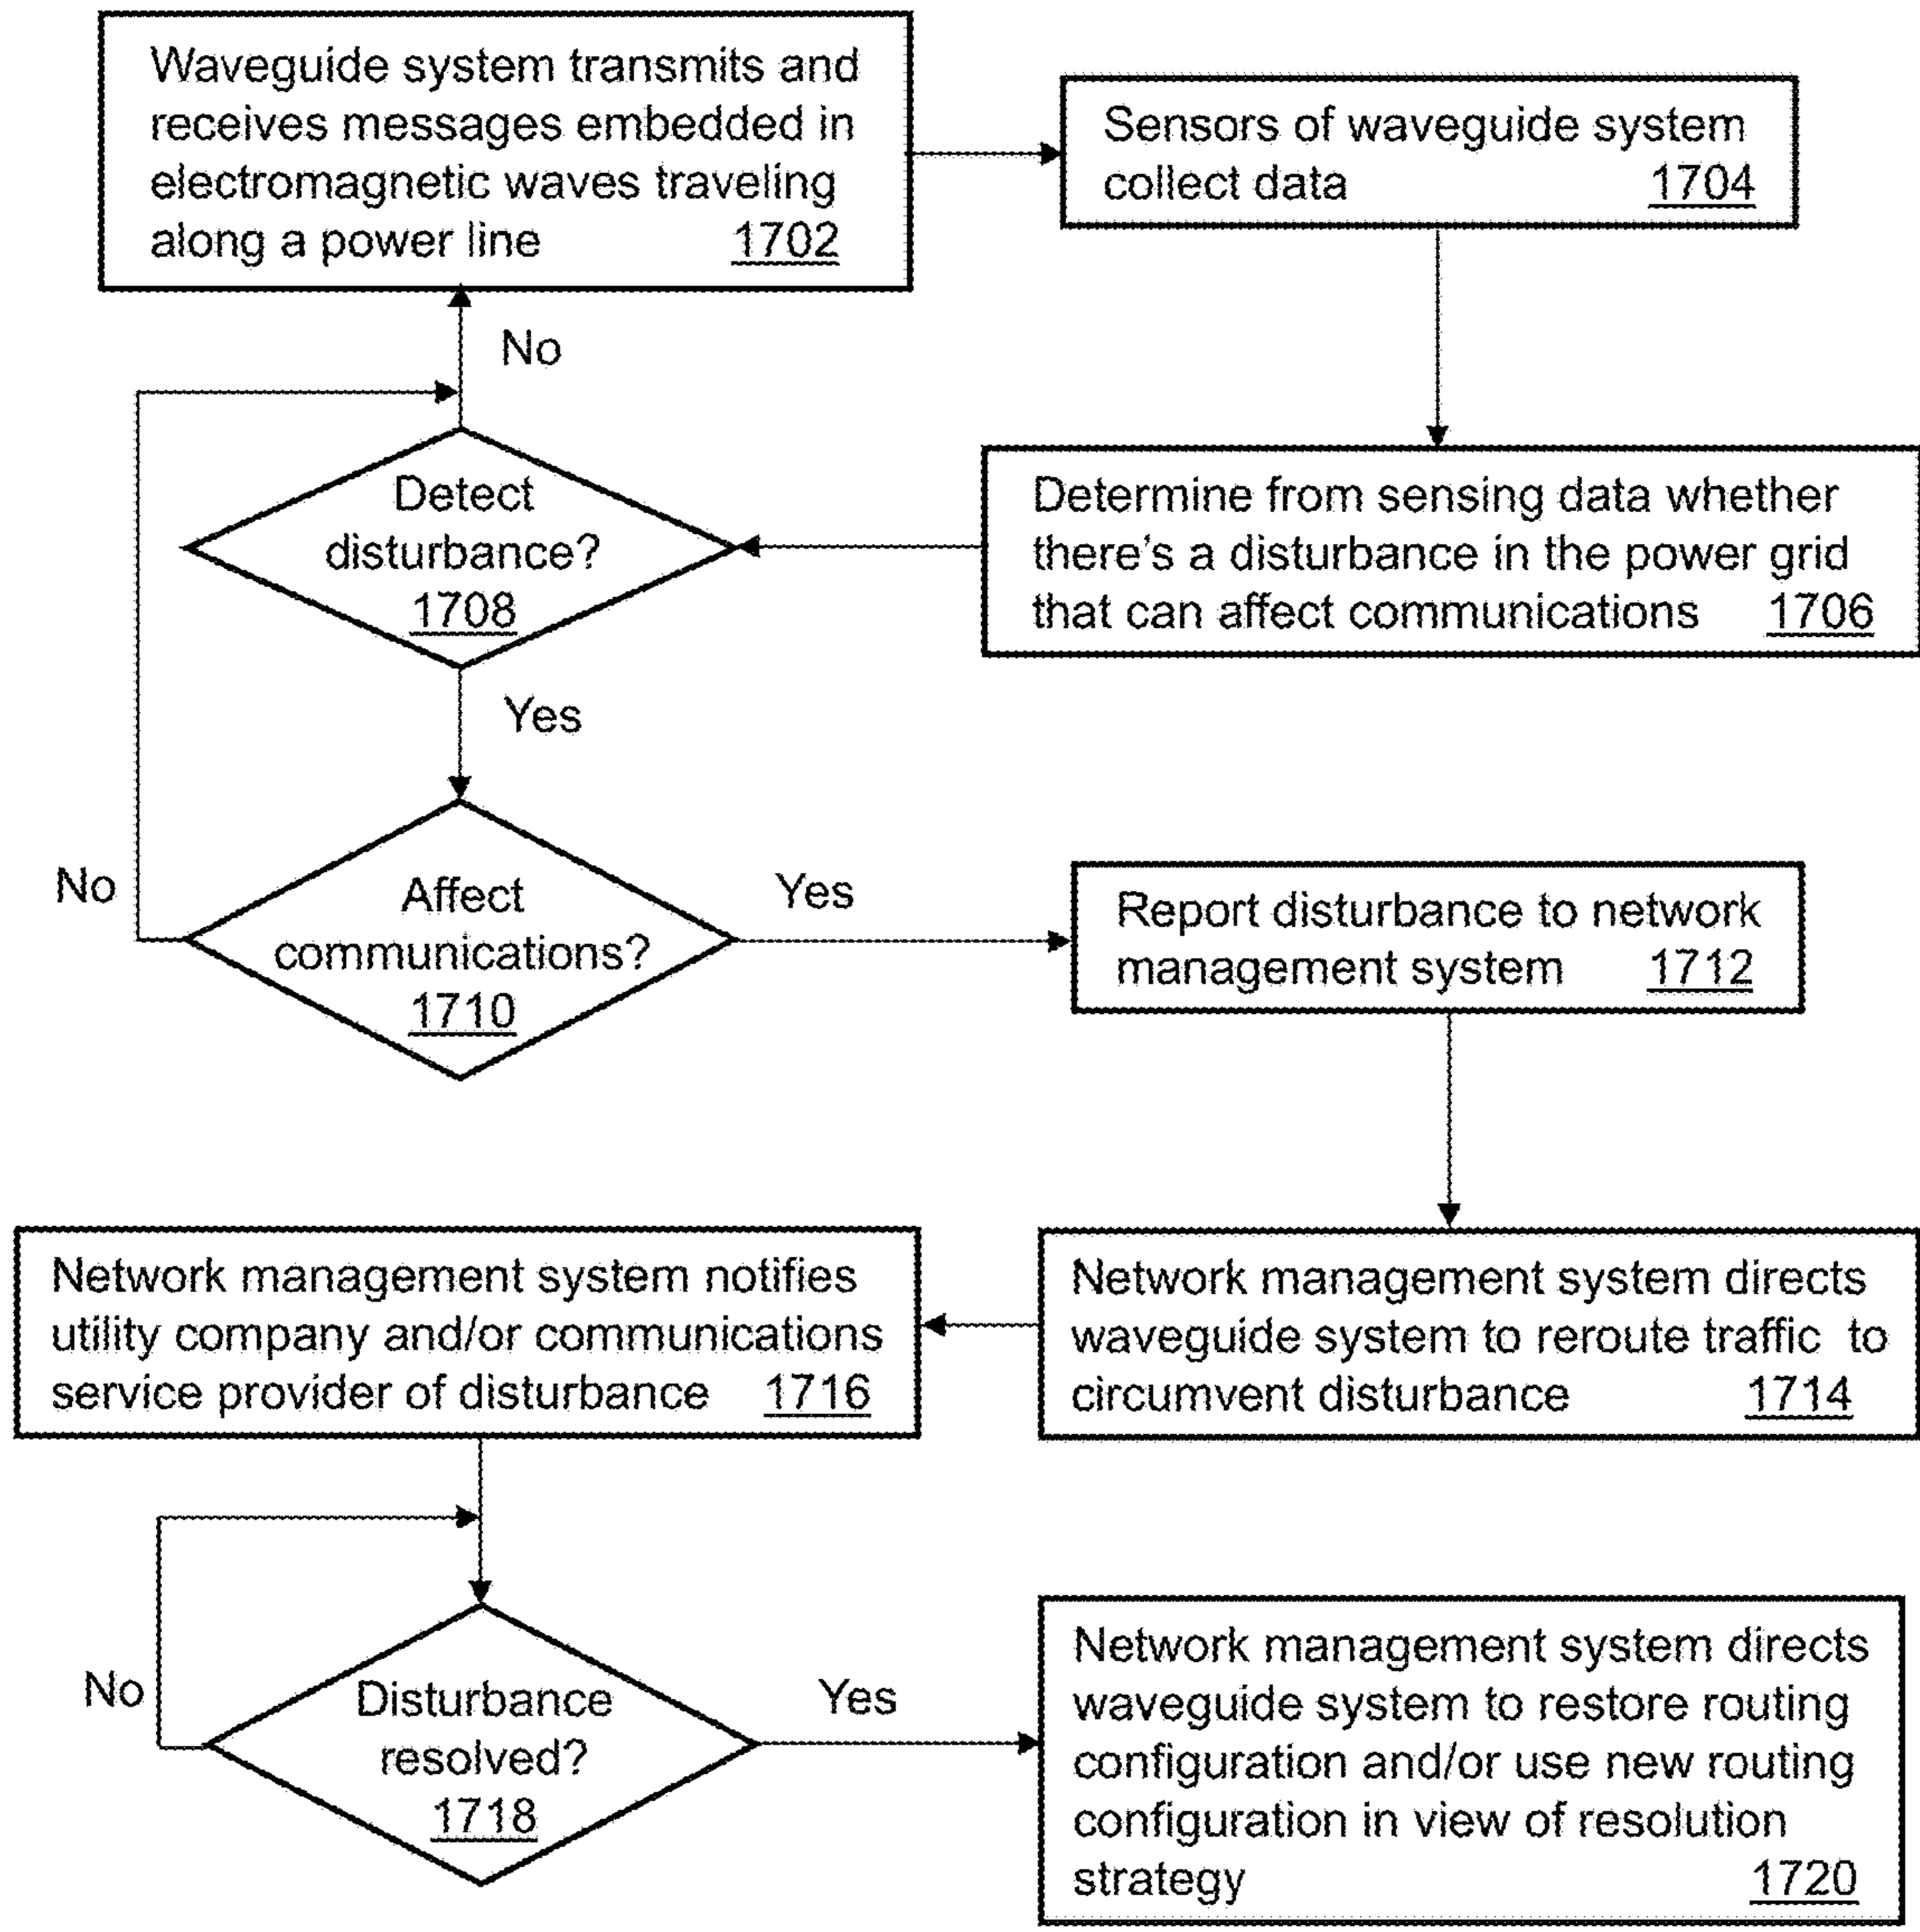 Waveguide system transmits and
receives messages embedded in
electromagnetic waves traveling
along a power line 1702
Sensors of waveguide system
collect data 1704
Determine from sensing data whether
there's a disturbance in the power grid
that can affect communications 1706
No
Detect
disturbance?
1708
Yes
No
Affect
communications?
1710
Yes
Report disturbance to network
management system 1712
Network management system directs
waveguide system to reroute traffic to
circumvent disturbance 1714
Network management system notifies
utility company and/or communications
service provider of disturbance 1716
No
Disturbance
resolved?
1718
Yes
Network management system directs
waveguide system to restore routing
configuration and/or use new routing
configuration in view of resolution
strategy 1720